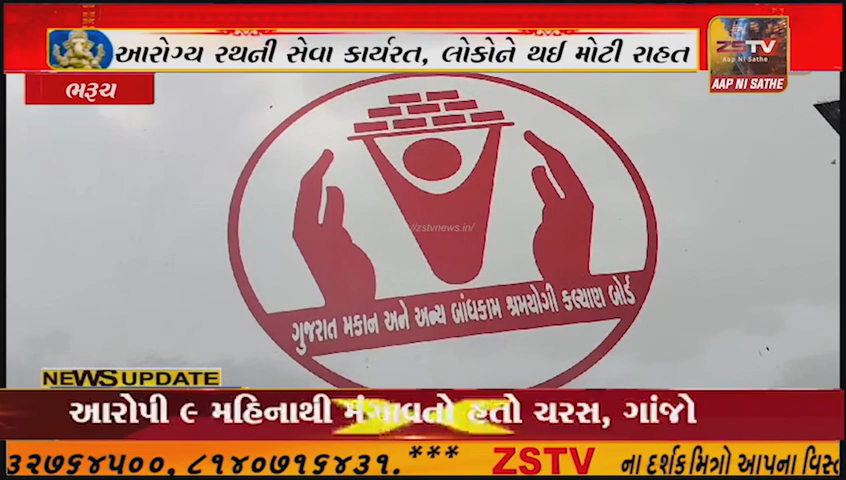 આરોગ્ય રથની સેવા કાર્યરત, લોકોને થઈ મોટી રાહત
ZSTV
Aap Ni Sathe
AAP NI SATHE
ભરૂચ
//zstvnews.in/
ગુજરાત મકાન અને અન્ય બાંધકામ શ્રમયોગી કલ્યાણ બોર્ડ
NEWS UPDATE
આરોપી ૯ મહિનાથી મંગાવતો હતો ચરસ, ગાંજો
૩૨૭૬૪૫૦૦, ૮૧૪૦૭૧૬૪૩૧.*** ZSTV ના દર્શકમિત્રો આપના વિસ્ત